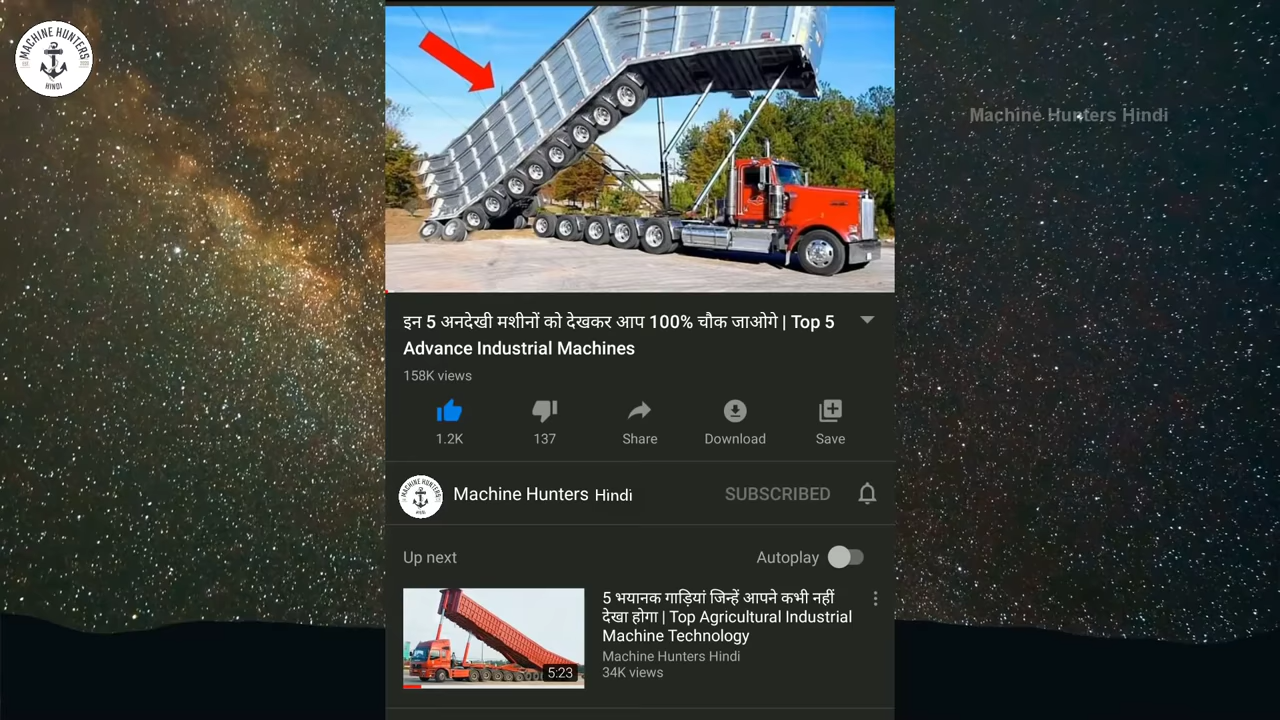 MACHINE HUNTERS
HINDI
Machine Hunters Hindi
इन 5 अनदेखी मशीनों को देखकर आप 100% चौक जाओगे | Top 5
Advance Industrial Machines
158K views
1.2K
137
Share
Download
Save
MACHINE HUNTERS
Machine Hunters Hindi
SUBSCRIBED
Up next
Autoplay
5 भयानक गाड़ियां जिन्हें आपने कभी नहीं
देखा होगा | Top Agricultural Industrial
Machine Technology
Machine Hunters Hindi
34K views
5:23